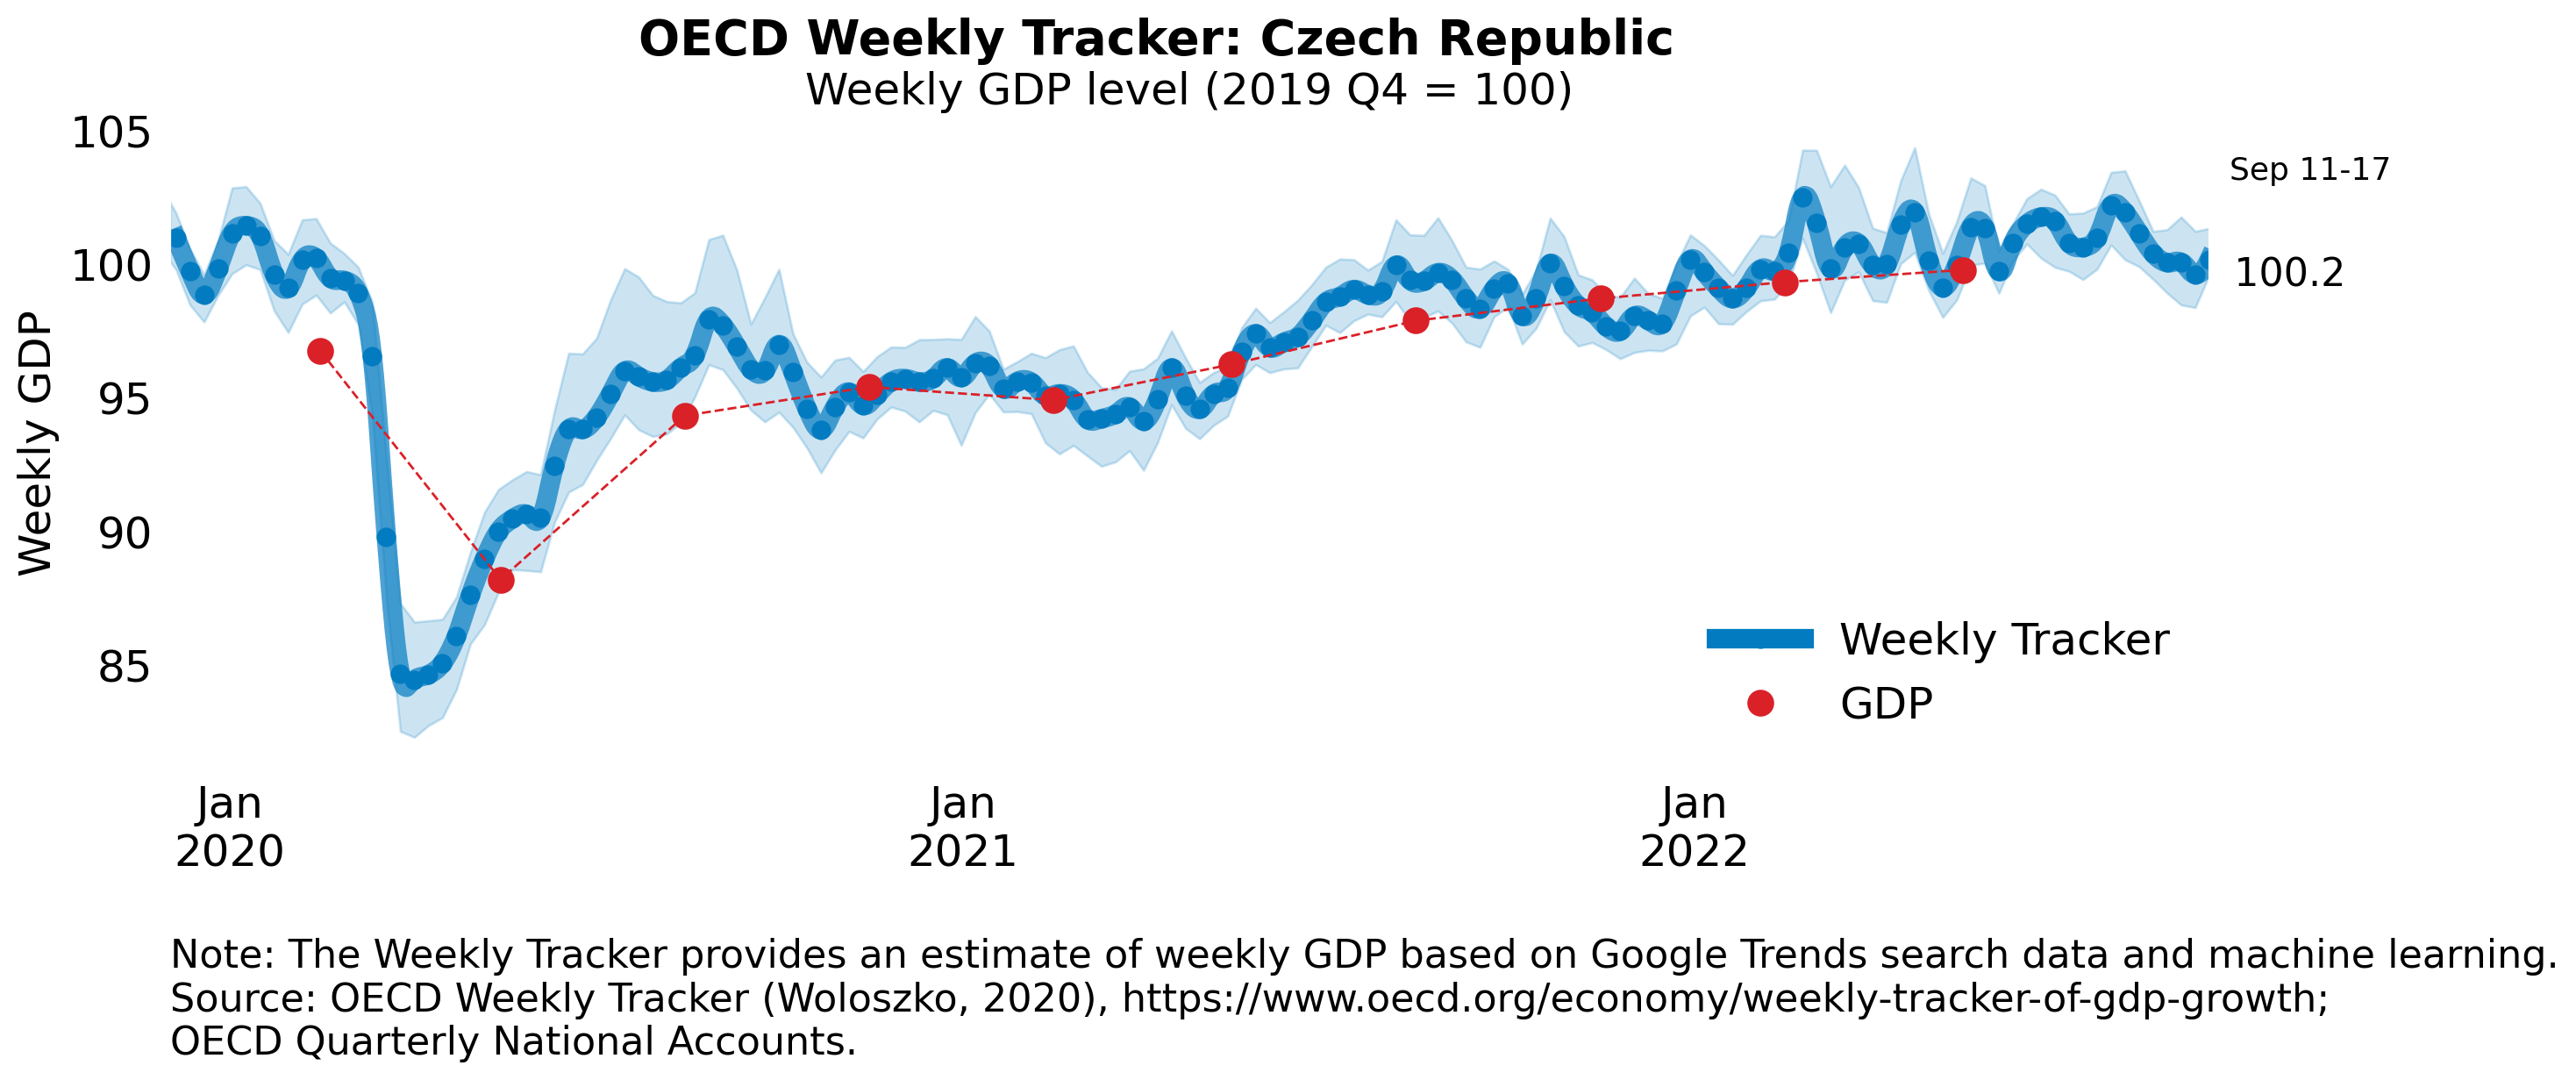 OECD Weekly Tracker: Czech Republic
Weekly GDP level (2019 Q4 = 100)
105
100
95
90
85
Weekly GDP
Sep 11-17
100.2
Weekly Tracker
GDP
Jan
2020
Jan
2021
Jan
2022
Note: The Weekly Tracker provides an estimate of weekly GDP based on Google Trends search data and machine learning.
Source: OECD Weekly Tracker (Woloszko, 2020), https://www.oecd.org/economy/weekly-tracker-of-gdp-growth;
OECD Quarterly National Accounts.